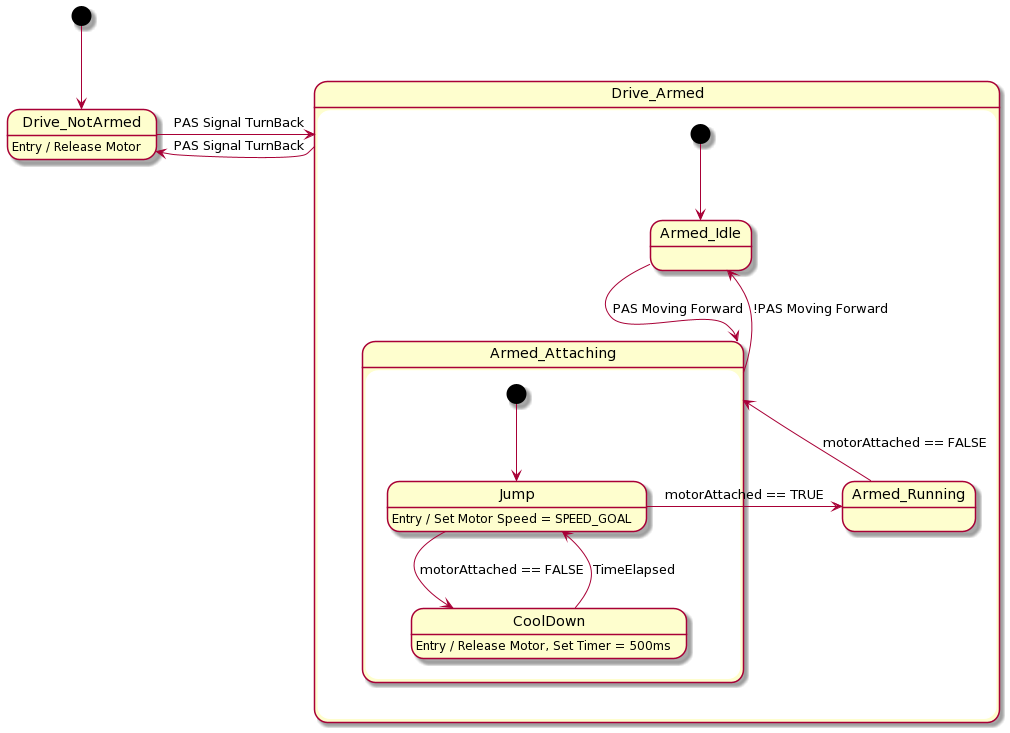 Drive_Armed
Drive_NotArmed
Entry / Release Motor
PAS Signal TurnBack
PAS Signal TurnBack
Armed_Idle
PAS Moving Forward
!PAS Moving Forward
Armed_Attaching
motorAttached == FALSE
Jump
Entry / Set Motor Speed = SPEED_GOAL
motorAttached == TRUE
Armed_Running
motorAttached == FALSE
TimeElapsed
CoolDown
Entry / Release Motor, Set Timer = 500ms